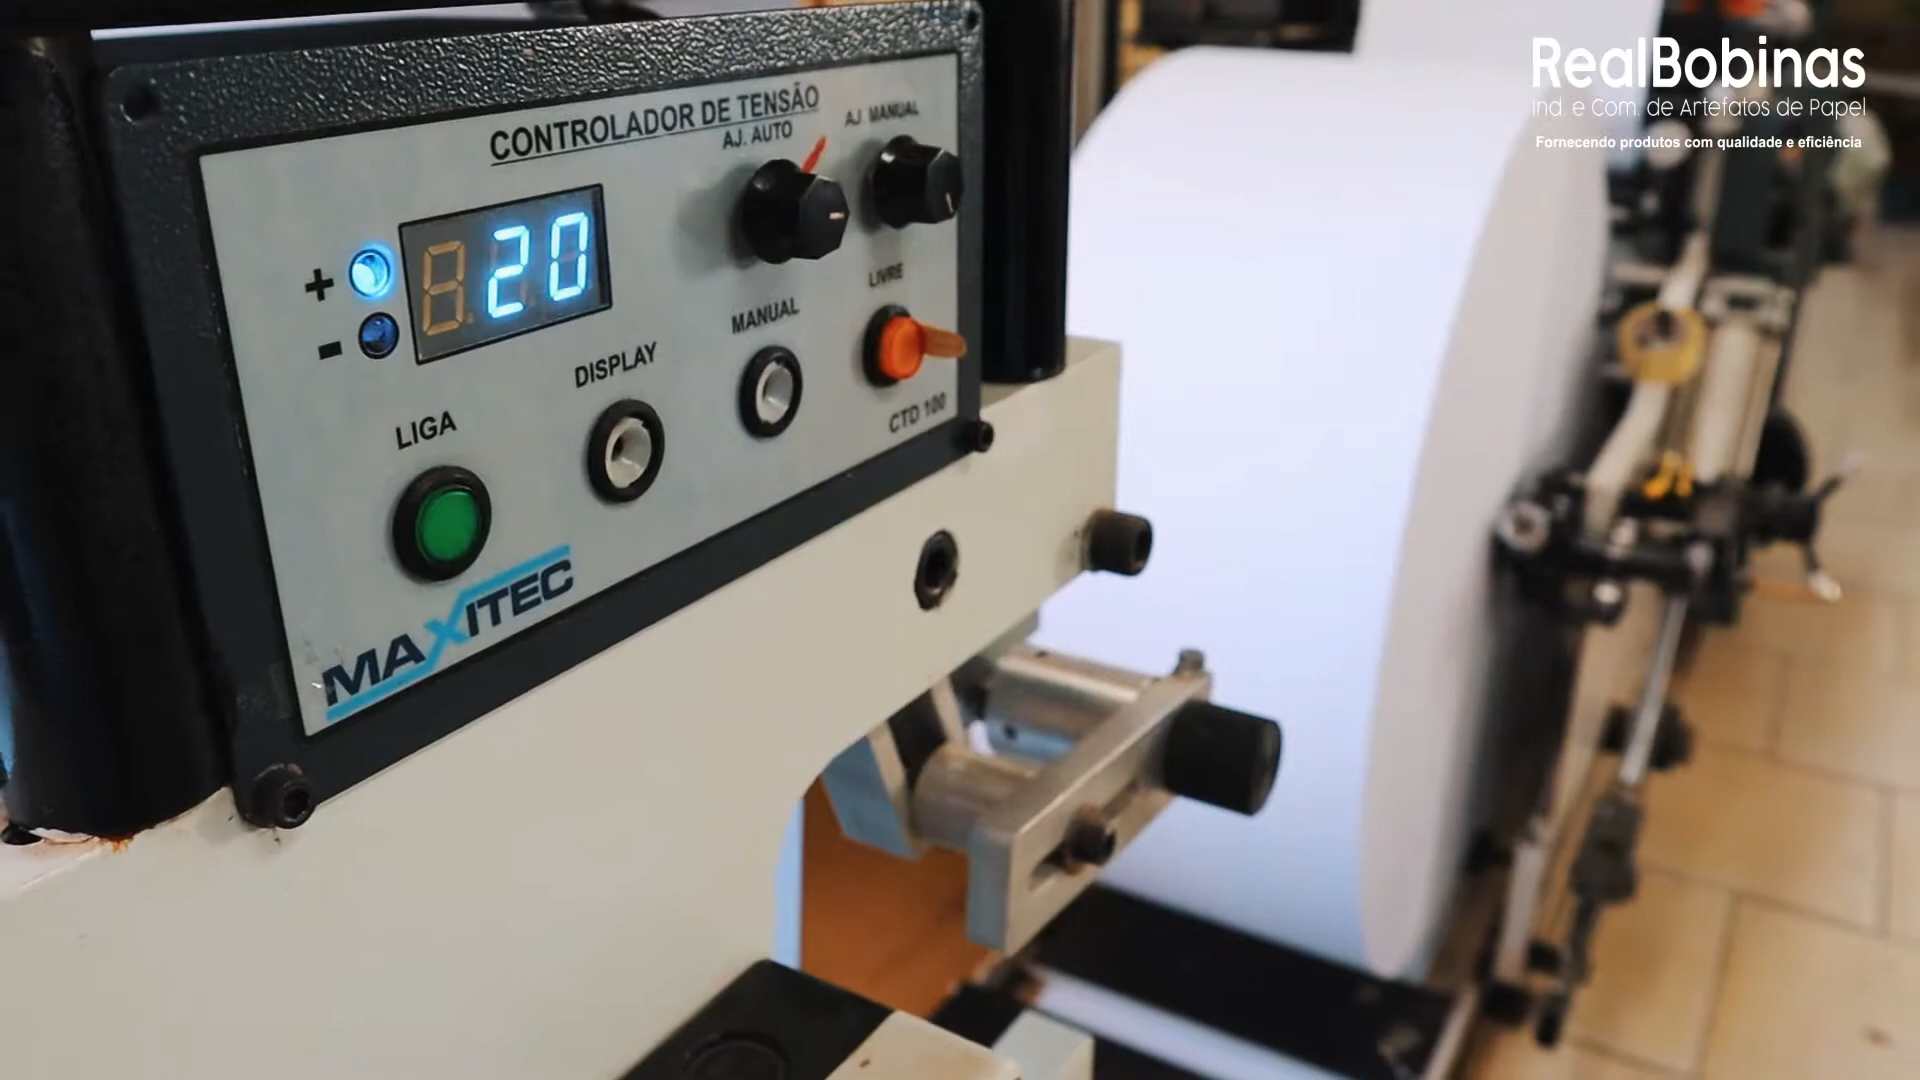 RealBobinas
Ind. e Com. de Artefatos de Papel
Fornecendo produtos com qualidade e eficiência
CONTROLADOR DE TENSÃO
AJ. AUTO
AJ MANUAL
20
+
-
LIVRE
MANUAL
DISPLAY
LIGA
CTD 100
MAXITEC